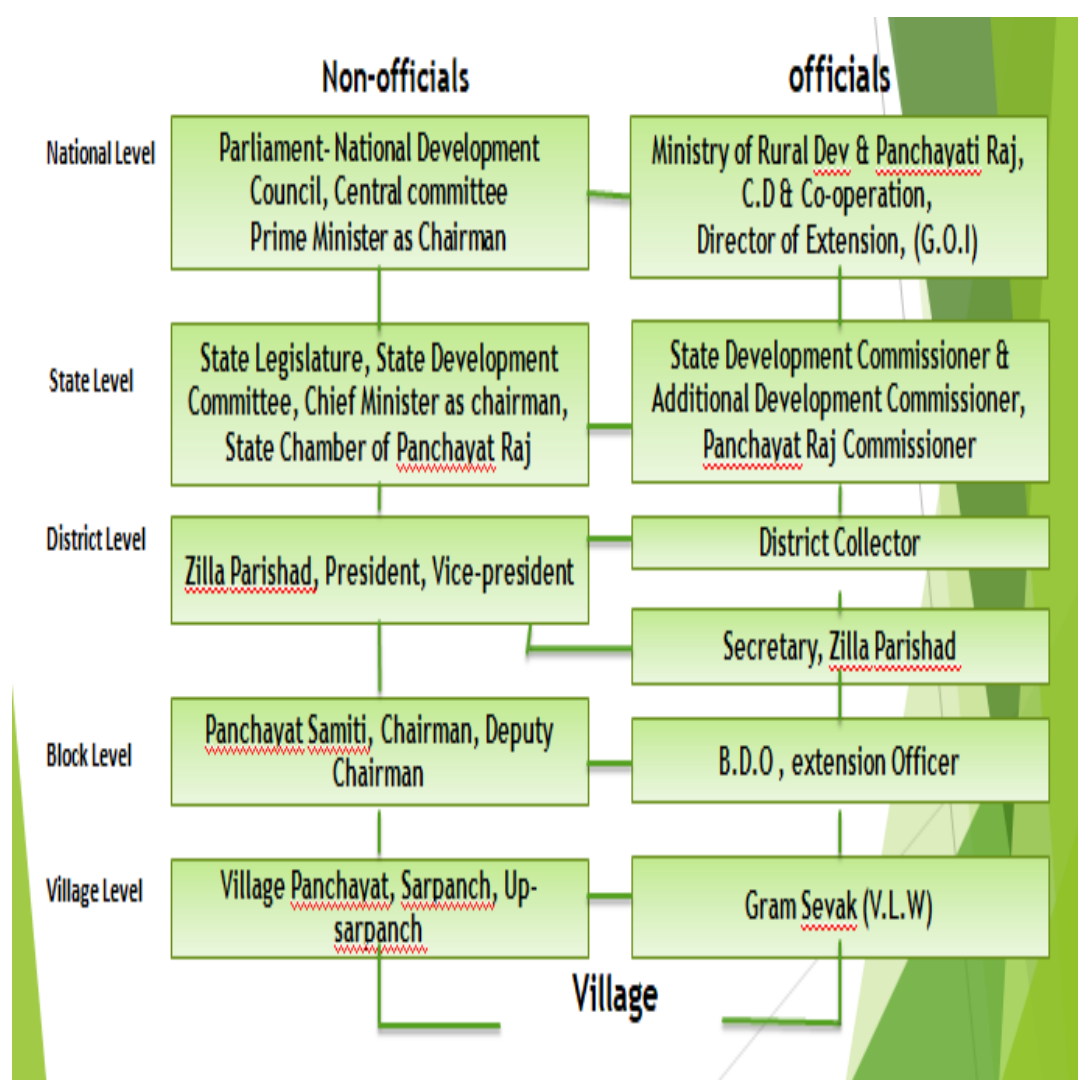 Non-officials
officials
National Level
Parliament- National Development
Council, Central committee
Prime Minister as Chairman
Ministry of Rural Dev & Panchayati Raj,
C.D & Co-operation,
Director of Extension, (G.O.I)
State Level
State Legislature, State Development
Committee, Chief Minister as chairman,
State Chamber of Panchayat Raj
State Development Commissioner &
Additional Development Commissioner,
Panchayat Raj Commissioner
District Level
Zilla Parishad, President, Vice-president
District Collector
Secretary, Zilla Parishad
Block Level
Panchayat Samiti, Chairman, Deputy
Chairman
B.D.O , extension Officer
Village Level
Village Panchayat, Sarpanch, Up-
sarpanch
Gram Sevak (V.L.W)
Village